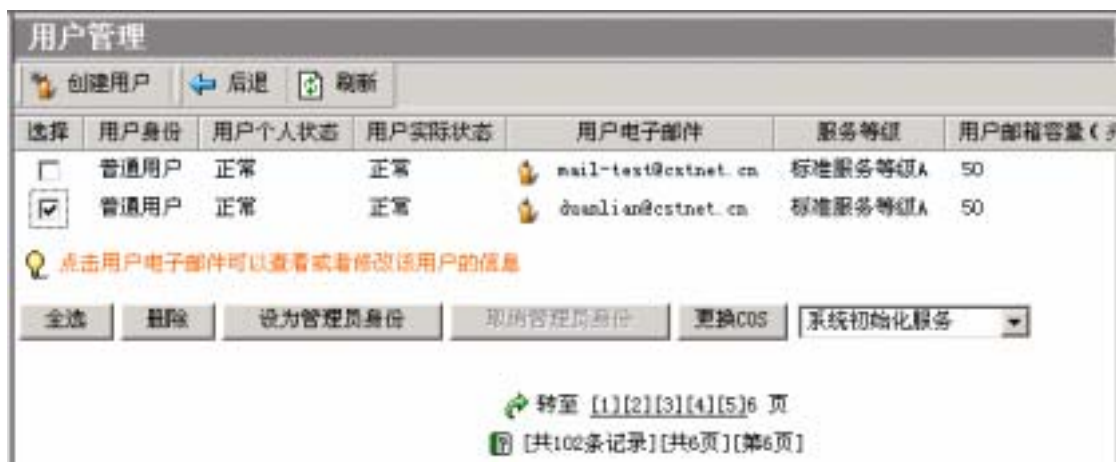 用户管理
创建用户 后退 刷新
选择 用户身份 用户个人状态 用户实际状态 用户电子邮件 服务等级 用户邮箱容量(
普通用户 正常 正常 mail-test@cstnet.cn 标准服务等级A 50
普通用户 正常 正常 duanlian@cstnet.cn 标准服务等级A 50
点击用户电子邮件可以查看或者修改该用户的信息
全选 删除 设为管理员身份 取消管理员身份 更换COS 系统初始化服务
转至 [1][2][3][4][5]6 页
[共102条记录][共6页][第6页]